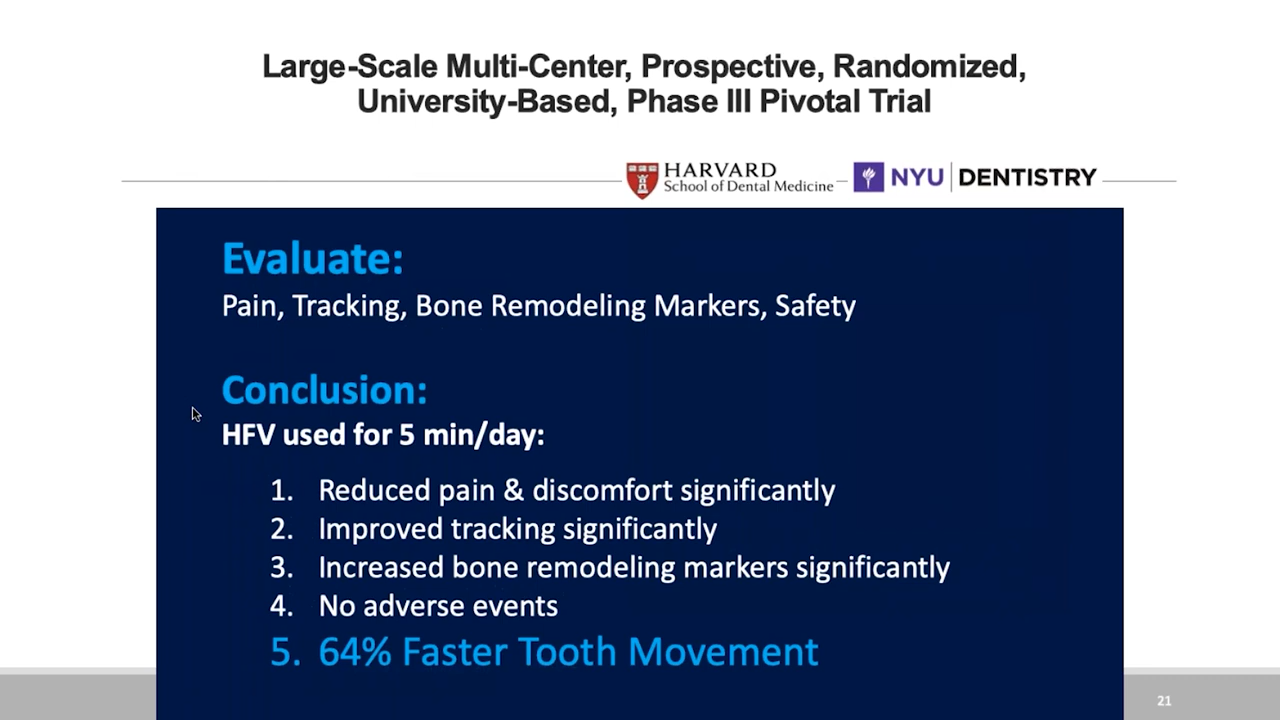 Large-Scale Multi-Center, Prospective, Randomized,
University-Based, Phase III Pivotal Trial
HARVARD
School of Dental Medicine
NYU DENTISTRY
Evaluate:
Pain, Tracking, Bone Remodeling Markers, Safety
Conclusion:
HFV used for 5 min/day:
1. Reduced pain & discomfort significantly
2. Improved tracking significantly
3. Increased bone remodeling markers significantly
4. No adverse events
5. 64% Faster Tooth Movement
21